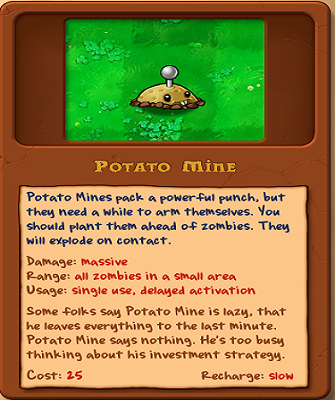 Potato Mine
Potato Mines pack a powerful punch, but
they need a while to arm themselves. You
should plant them ahead of zombies. They
will explode on contact.
Damage: massive
Range: all zombies in a small area
Usage: single use, delayed activation
Some folks say Potato Mine is lazy, that
he leaves everything to the last minute.
Potato Mine says nothing. He's too busy
thinking about his investment strategy.
Cost: 25 Recharge: slow